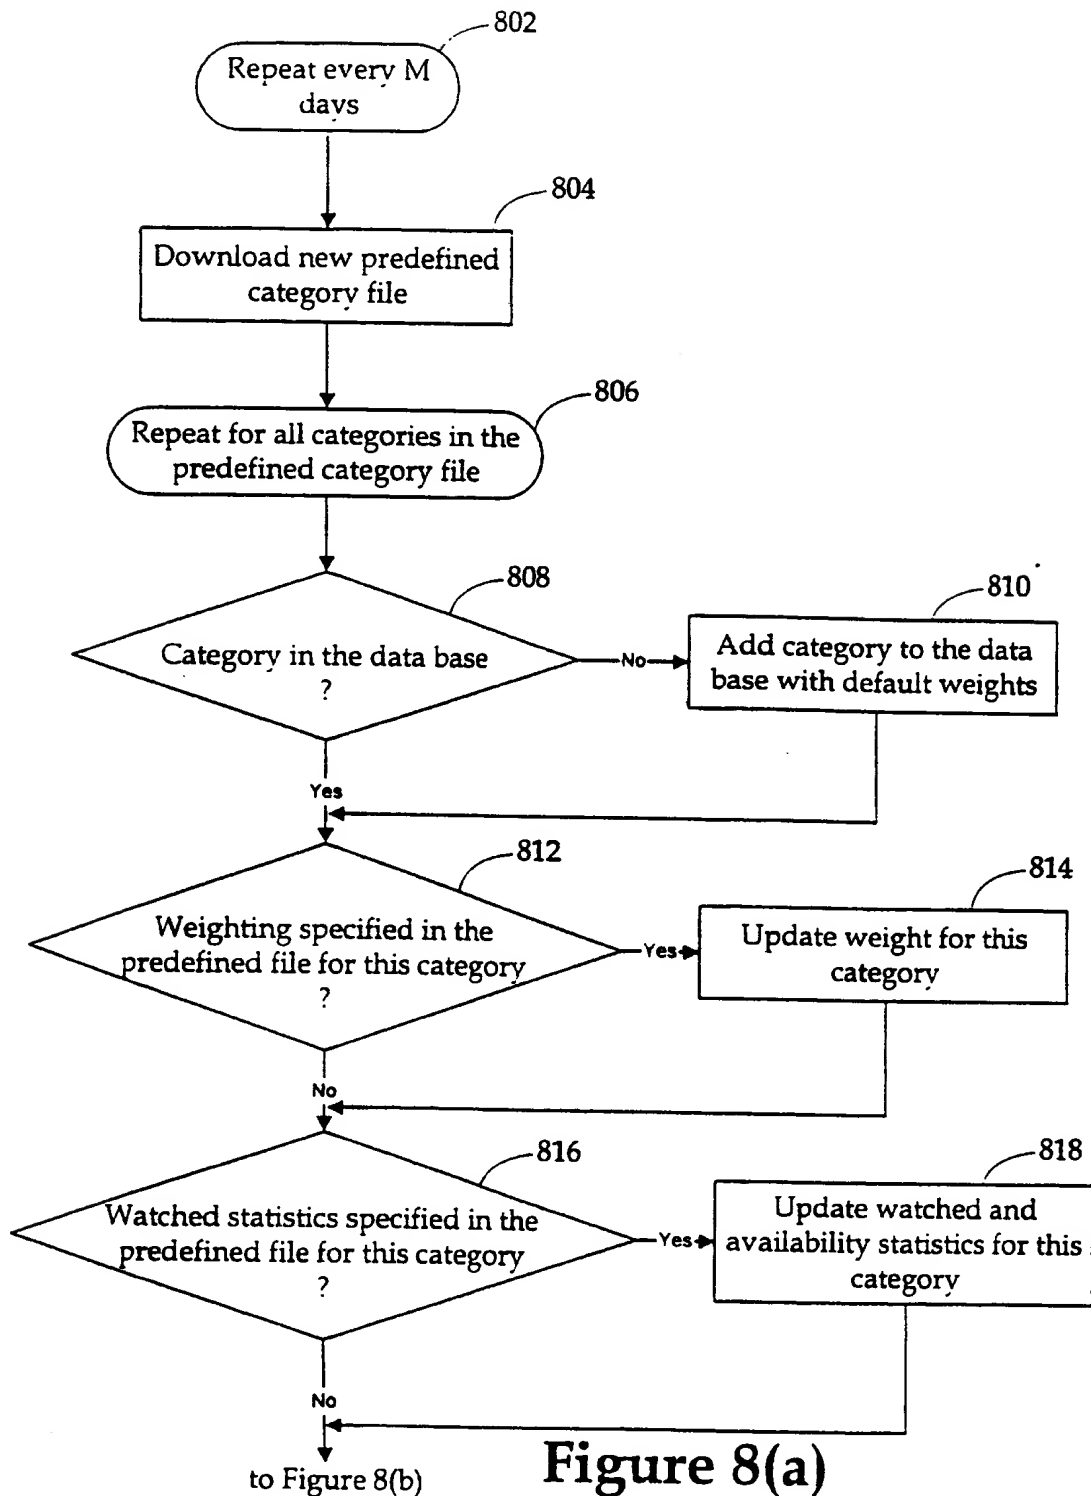 802
Repeat every M
days
804
Download new predefined
category file
806
Repeat for all categories in the
predefined category file
808
Category in the data base
?
No
810
Add category to the data
base with default weights
Yes
812
Weighting specified in the
predefined file for this category
?
Yes
814
Update weight for this
category
No
816
Watched statistics specified in the
predefined file for this category
?
Yes
818
Update watched and
availability statistics for this
category
No
to Figure 8(b)
Figure 8(a)